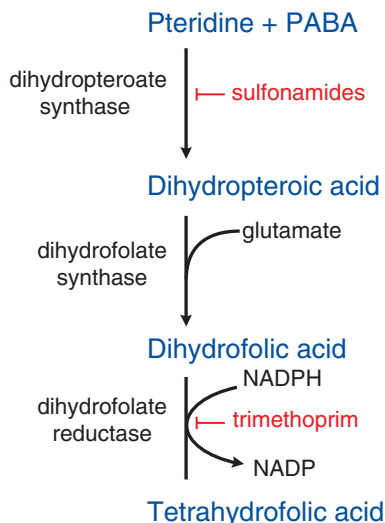 Pteridine + PABA
dihydropteroate
synthase
sulfonamides
Dihydropteroic acid
glutamate
dihydrofolate
synthase
Dihydrofolic acid
NADPH
dihydrofolate
reductase
trimethoprim
NADP
Tetrahydrofolic acid